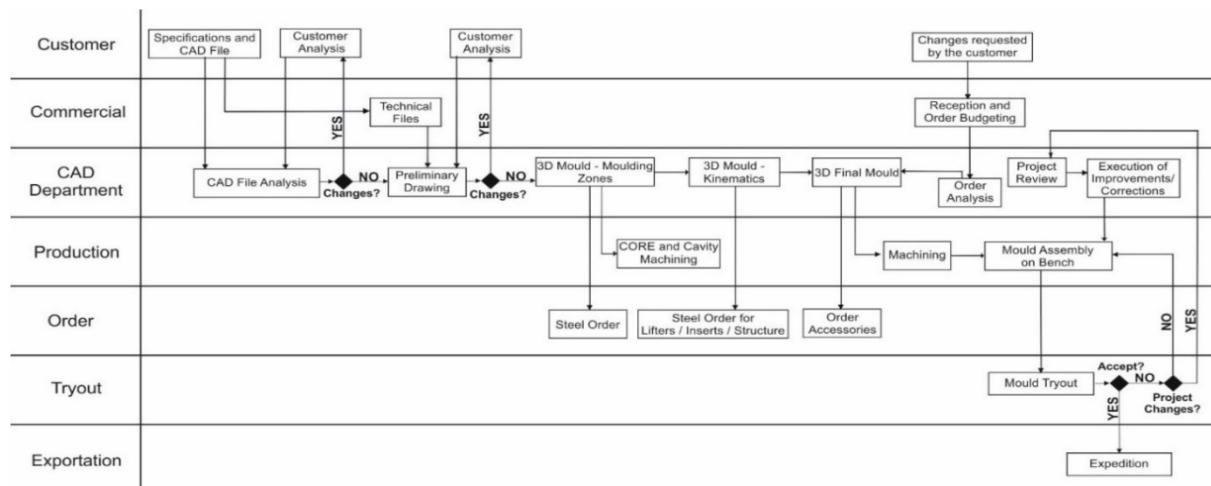 Customer
Specifications and
CAD File
Customer
Analysis
Customer
Analysis
Changes requested
by the customer
Commercial
YES
Technical
Files
YES
Reception and
Order Budgeting
CAD
Department
CAD File Analysis
Changes?
NO
Preliminary
Drawing
Changes?
NO
3D Mould - Moulding
Zones
3D Mould -
Kinematics
3D Final Mould
Order
Analysis
Project
Review
Execution of
Improvements/
Corrections
Production
CORE and Cavity
Machining
Machining
Mould Assembly
on Bench
Order
Steel Order
Steel Order for
Lifters / Inserts / Structure
Order
Accessories
NO
YES
Tryout
Mould Tryout
Accept?
NO
Project
Changes?
YES
Exportation
Expedition